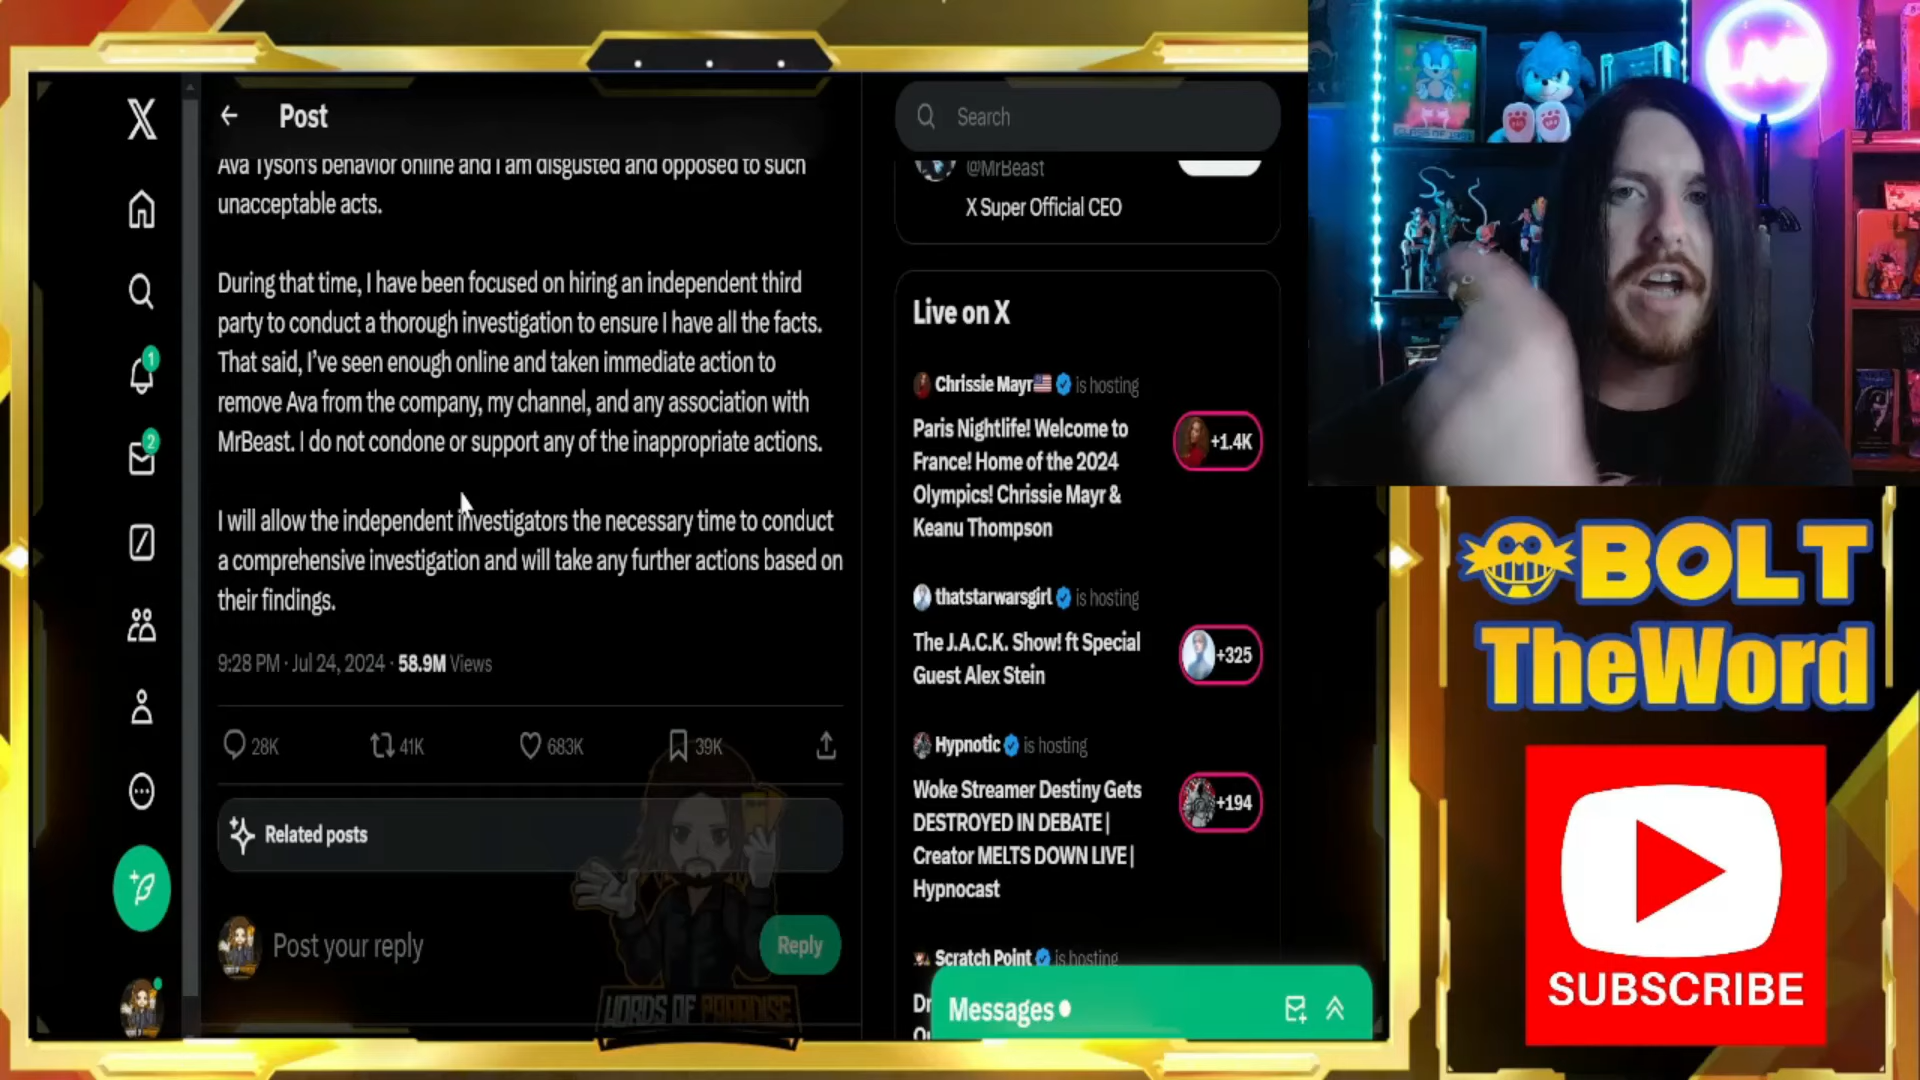 Post
Ava Tyson's behavior online and I am disgusted and opposed to such
unacceptable acts.
During that time, I have been focused on hiring an independent third
party to conduct a thorough investigation to ensure I have all the facts.
That said, I've seen enough online and taken immediate action to
remove Ava from the company, my channel, and any association with
MrBeast. I do not condone or support any of the inappropriate actions.
I will allow the independent investigators the necessary time to conduct
a comprehensive investigation and will take any further actions based on
their findings.
9:28 PM · Jul 24, 2024 · 58.9M Views
28K 41K 683K 39K
Related posts
Post your reply
Reply
WORDS OF PARADISE
1
2
Search
@MrBeast
X Super Official CEO
Live on X
Chrissie Mayr is hosting
Paris Nightlife! Welcome to
France! Home of the 2024
Olympics! Chrissie Mayr &
Keanu Thompson
+1.4K
thatstarwarsgirl is hosting
The J.A.C.K. Show! ft Special
Guest Alex Stein
+325
Hypnotic is hosting
Woke Streamer Destiny Gets
DESTROYED IN DEBATE |
Creator MELTS DOWN LIVE |
Hypnocast
+194
Scratch Point is hosting
Messages
BOLT
TheWord
SUBSCRIBE